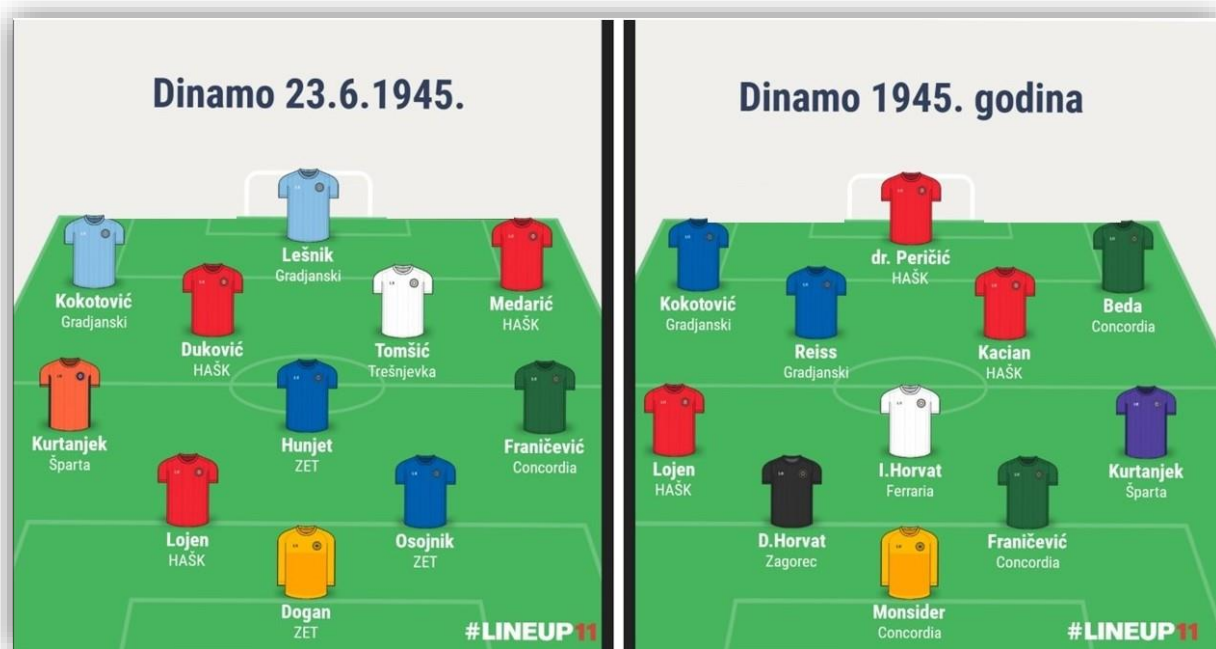 Dinamo 23.6.1945.
Lešnik
Gradjanski
Kokotović
Gradjanski
Medarić
HAŠK
Duković
HAŠK
Tomšić
Trešnjevka
Kurtanjek
Šparta
Hunjet
ZET
Franičević
Concordia
Lojen
HAŠK
Osojnik
ZET
Dogan
ZET
#LINEUP11
Dinamo 1945. godina
dr. Peričić
HAŠK
Kokotović
Gradjanski
Beda
Concordia
Reiss
Gradjanski
Kacian
HAŠK
Lojen
HAŠK
I.Horvat
Ferraria
Kurtanjek
Šparta
D.Horvat
Zagorec
Franičević
Concordia
Monsider
Concordia
#LINEUP11